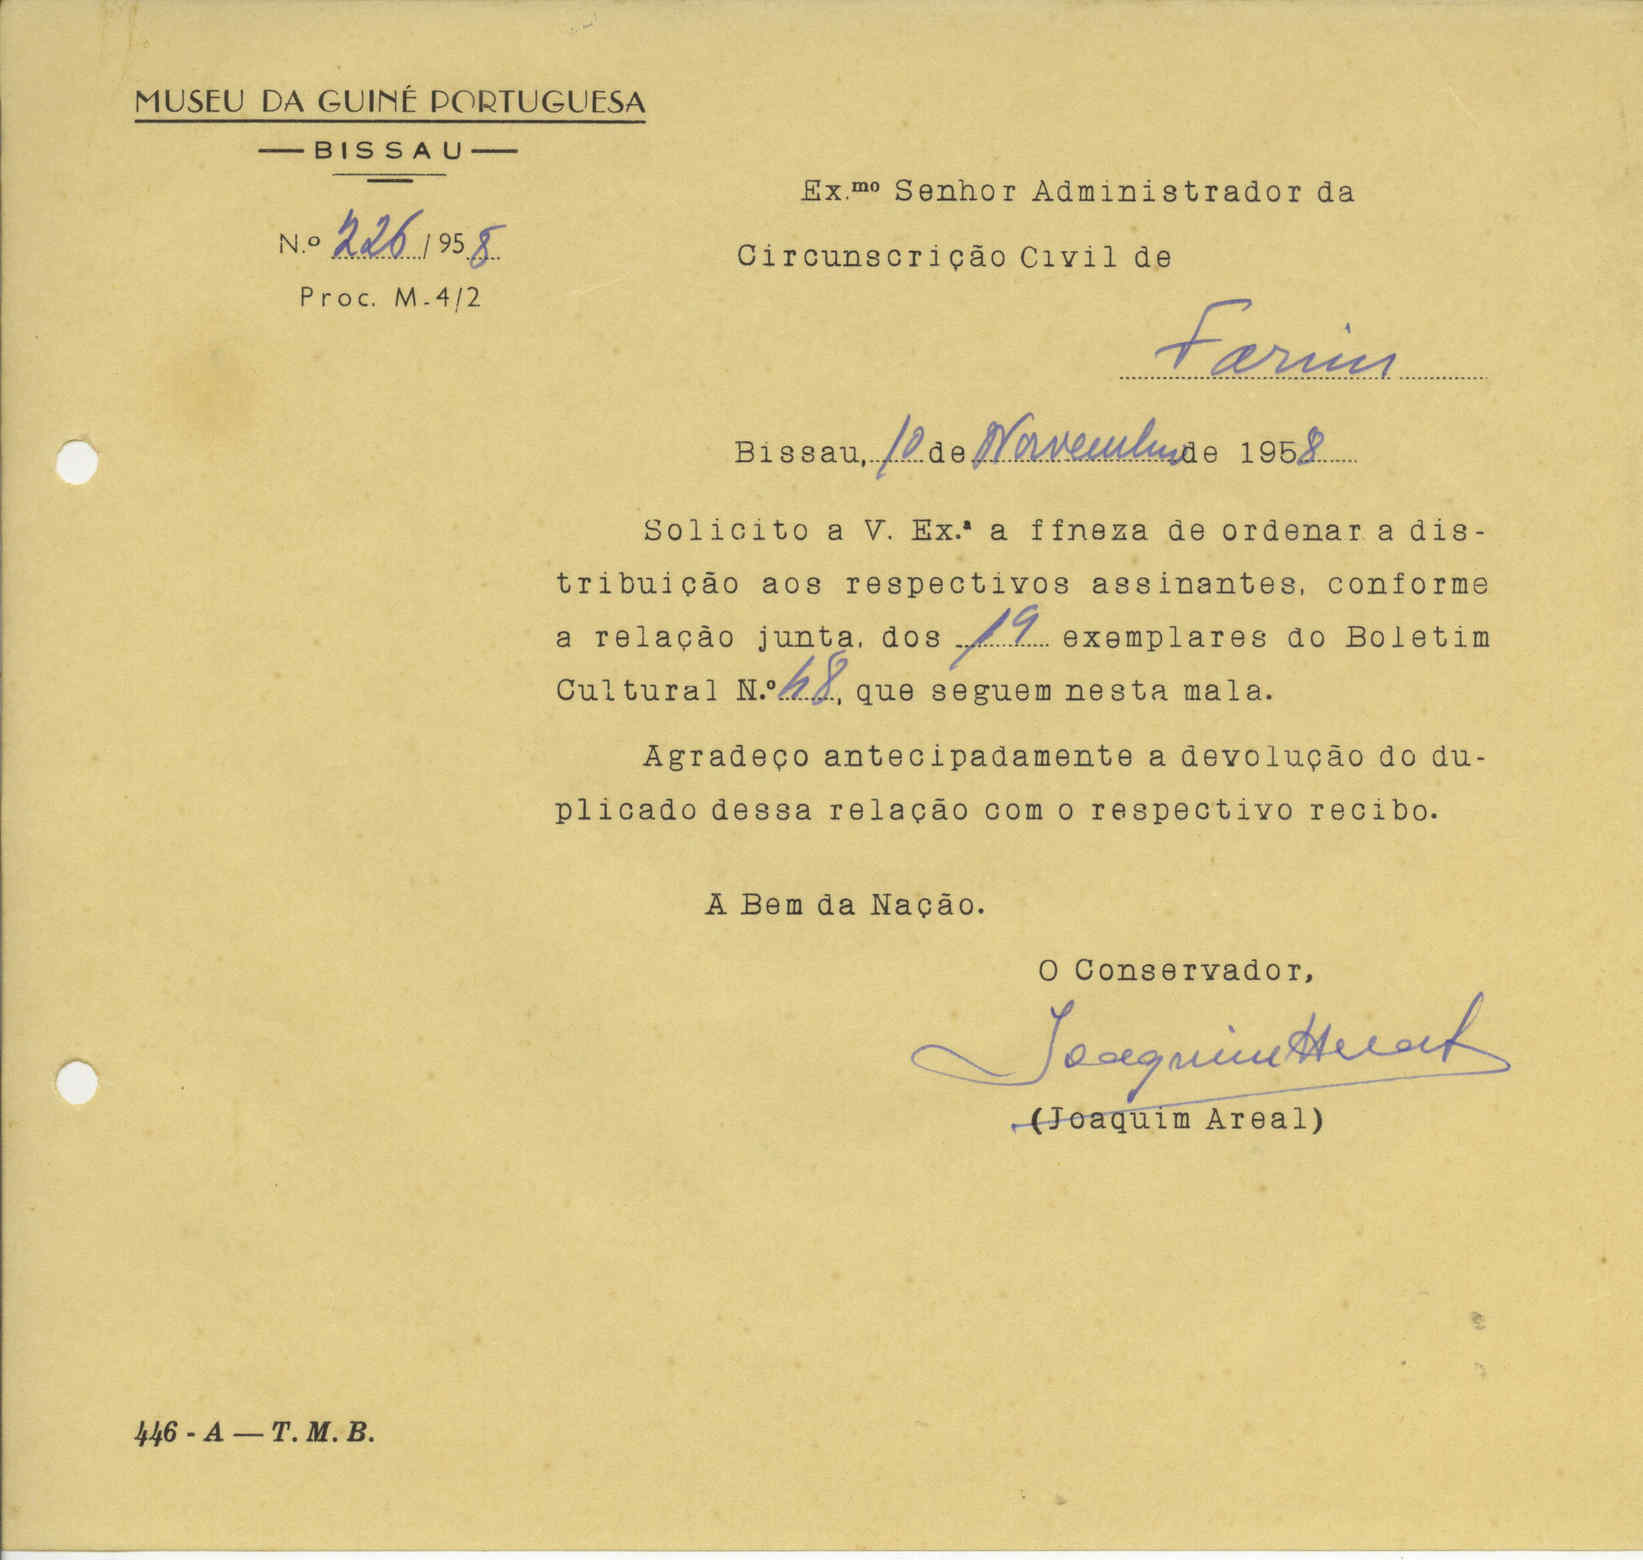 MUSEU DA GUINÉ PORTUGUESA
— BISSAU —
N.º 226/958
Proc. M-4/2
Ex.mo Senhor Administrador da
Circunscrição Civil de
Farim
Bissau, 10 de Novembro de 1958
Solicito a V. Ex.ª a ffneza de ordenar a dis-
tribuição aos respectivos assinantes, conforme
a relação junta, dos 19 exemplares do Boletim
Cultural N.º 48, que seguem nesta mala.
Agradeço antecipadamente a devolução do du-
plicado dessa relação com o respectivo recibo.
A Bem da Nação.
O Conservador,
Joaquim Areal
(Joaquim Areal)
446 - A — T. M. B.